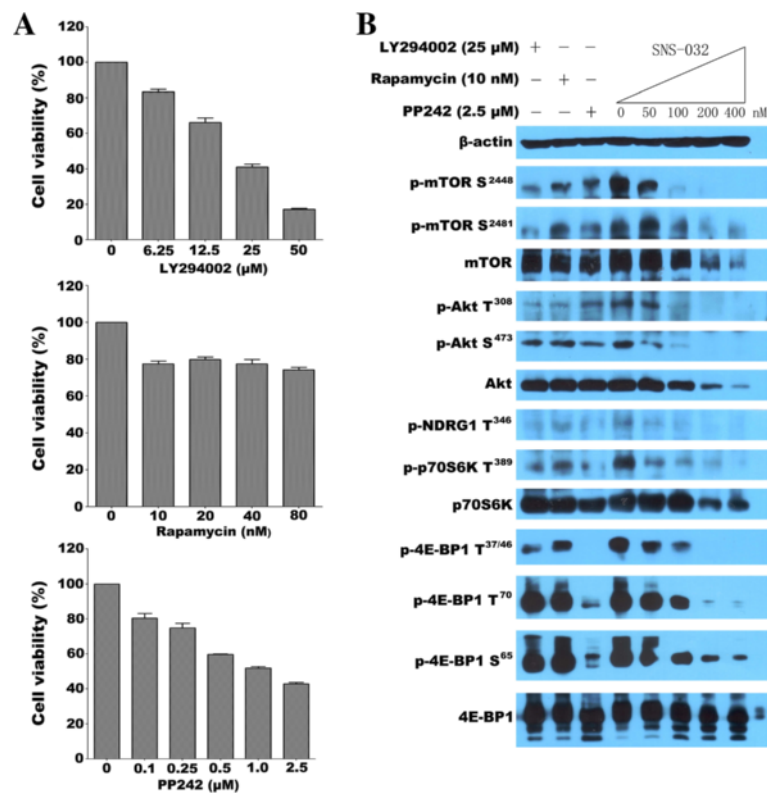 A
Cell viability (%)
120
100
80
60
40
20
0
0 6.25 12.5 25 50
LY294002 (µM)
Cell viability (%)
120
100
80
60
40
20
0
0 10 20 40 80
Rapamycin (nM)
Cell viability (%)
120
100
80
60
40
20
0
0 0.1 0.25 0.5 1.0 2.5
PP242 (µM)
B
LY294002 (25 µM) + − − SNS-032
Rapamycin (10 nM) − + −
PP242 (2.5 µM) − − + 0 50 100 200 400 nM
β-actin
p-mTOR S2448
p-mTOR S2481
mTOR
p-Akt T308
p-Akt S473
Akt
p-NDRG1 T346
p-p70S6K T389
p70S6K
p-4E-BP1 T37/46
p-4E-BP1 T70
p-4E-BP1 S65
4E-BP1